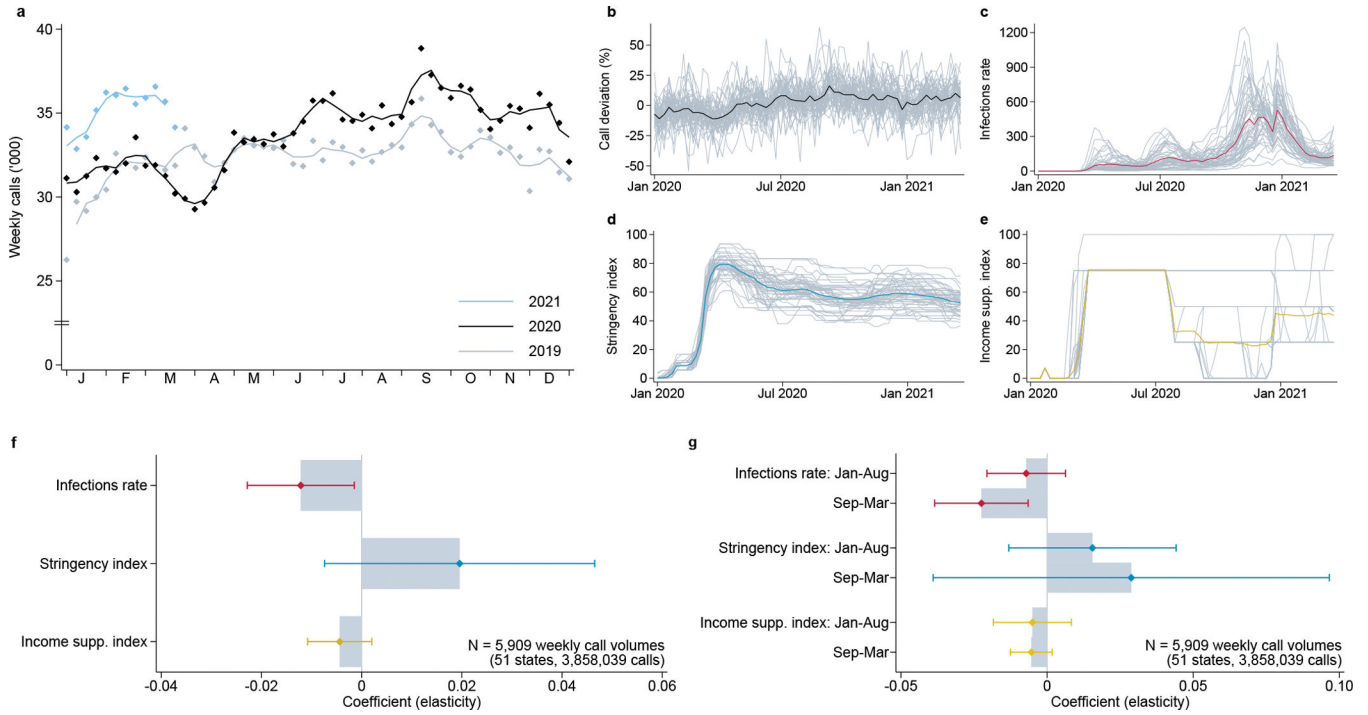 a
Weekly calls ('000)
40
35
30
25
0
J F M A M J J A S O N D
2021
2020
2019
b
Call deviation (%)
50
25
0
-25
-50
Jan 2020 Jul 2020 Jan 2021
c
Infections rate
1200
900
600
300
0
Jan 2020 Jul 2020 Jan 2021
d
Stringency index
100
80
60
40
20
0
Jan 2020 Jul 2020 Jan 2021
e
Income supp. index
100
80
60
40
20
0
Jan 2020 Jul 2020 Jan 2021
f
Infections rate
Stringency index
Income supp. index
N = 5,909 weekly call volumes
(51 states, 3,858,039 calls)
-0.04 -0.02 0 0.02 0.04 0.06
Coefficient (elasticity)
g
Infections rate: Jan-Aug
Sep-Mar
Stringency index: Jan-Aug
Sep-Mar
Income supp. index: Jan-Aug
Sep-Mar
N = 5,909 weekly call volumes
(51 states, 3,858,039 calls)
-0.05 0 0.05 0.10
Coefficient (elasticity)